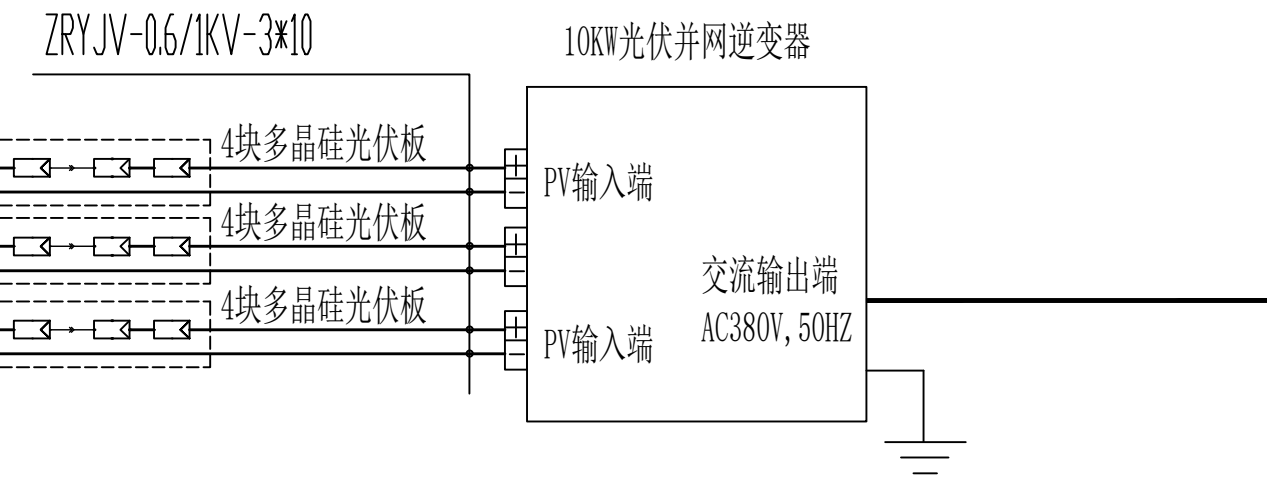 ZRYJV-0.6/1KV-3*10
10KW光伏并网逆变器
4块多晶硅光伏板
PV输入端
4块多晶硅光伏板
交流输出端
4块多晶硅光伏板
AC380V,50HZ
PV输入端